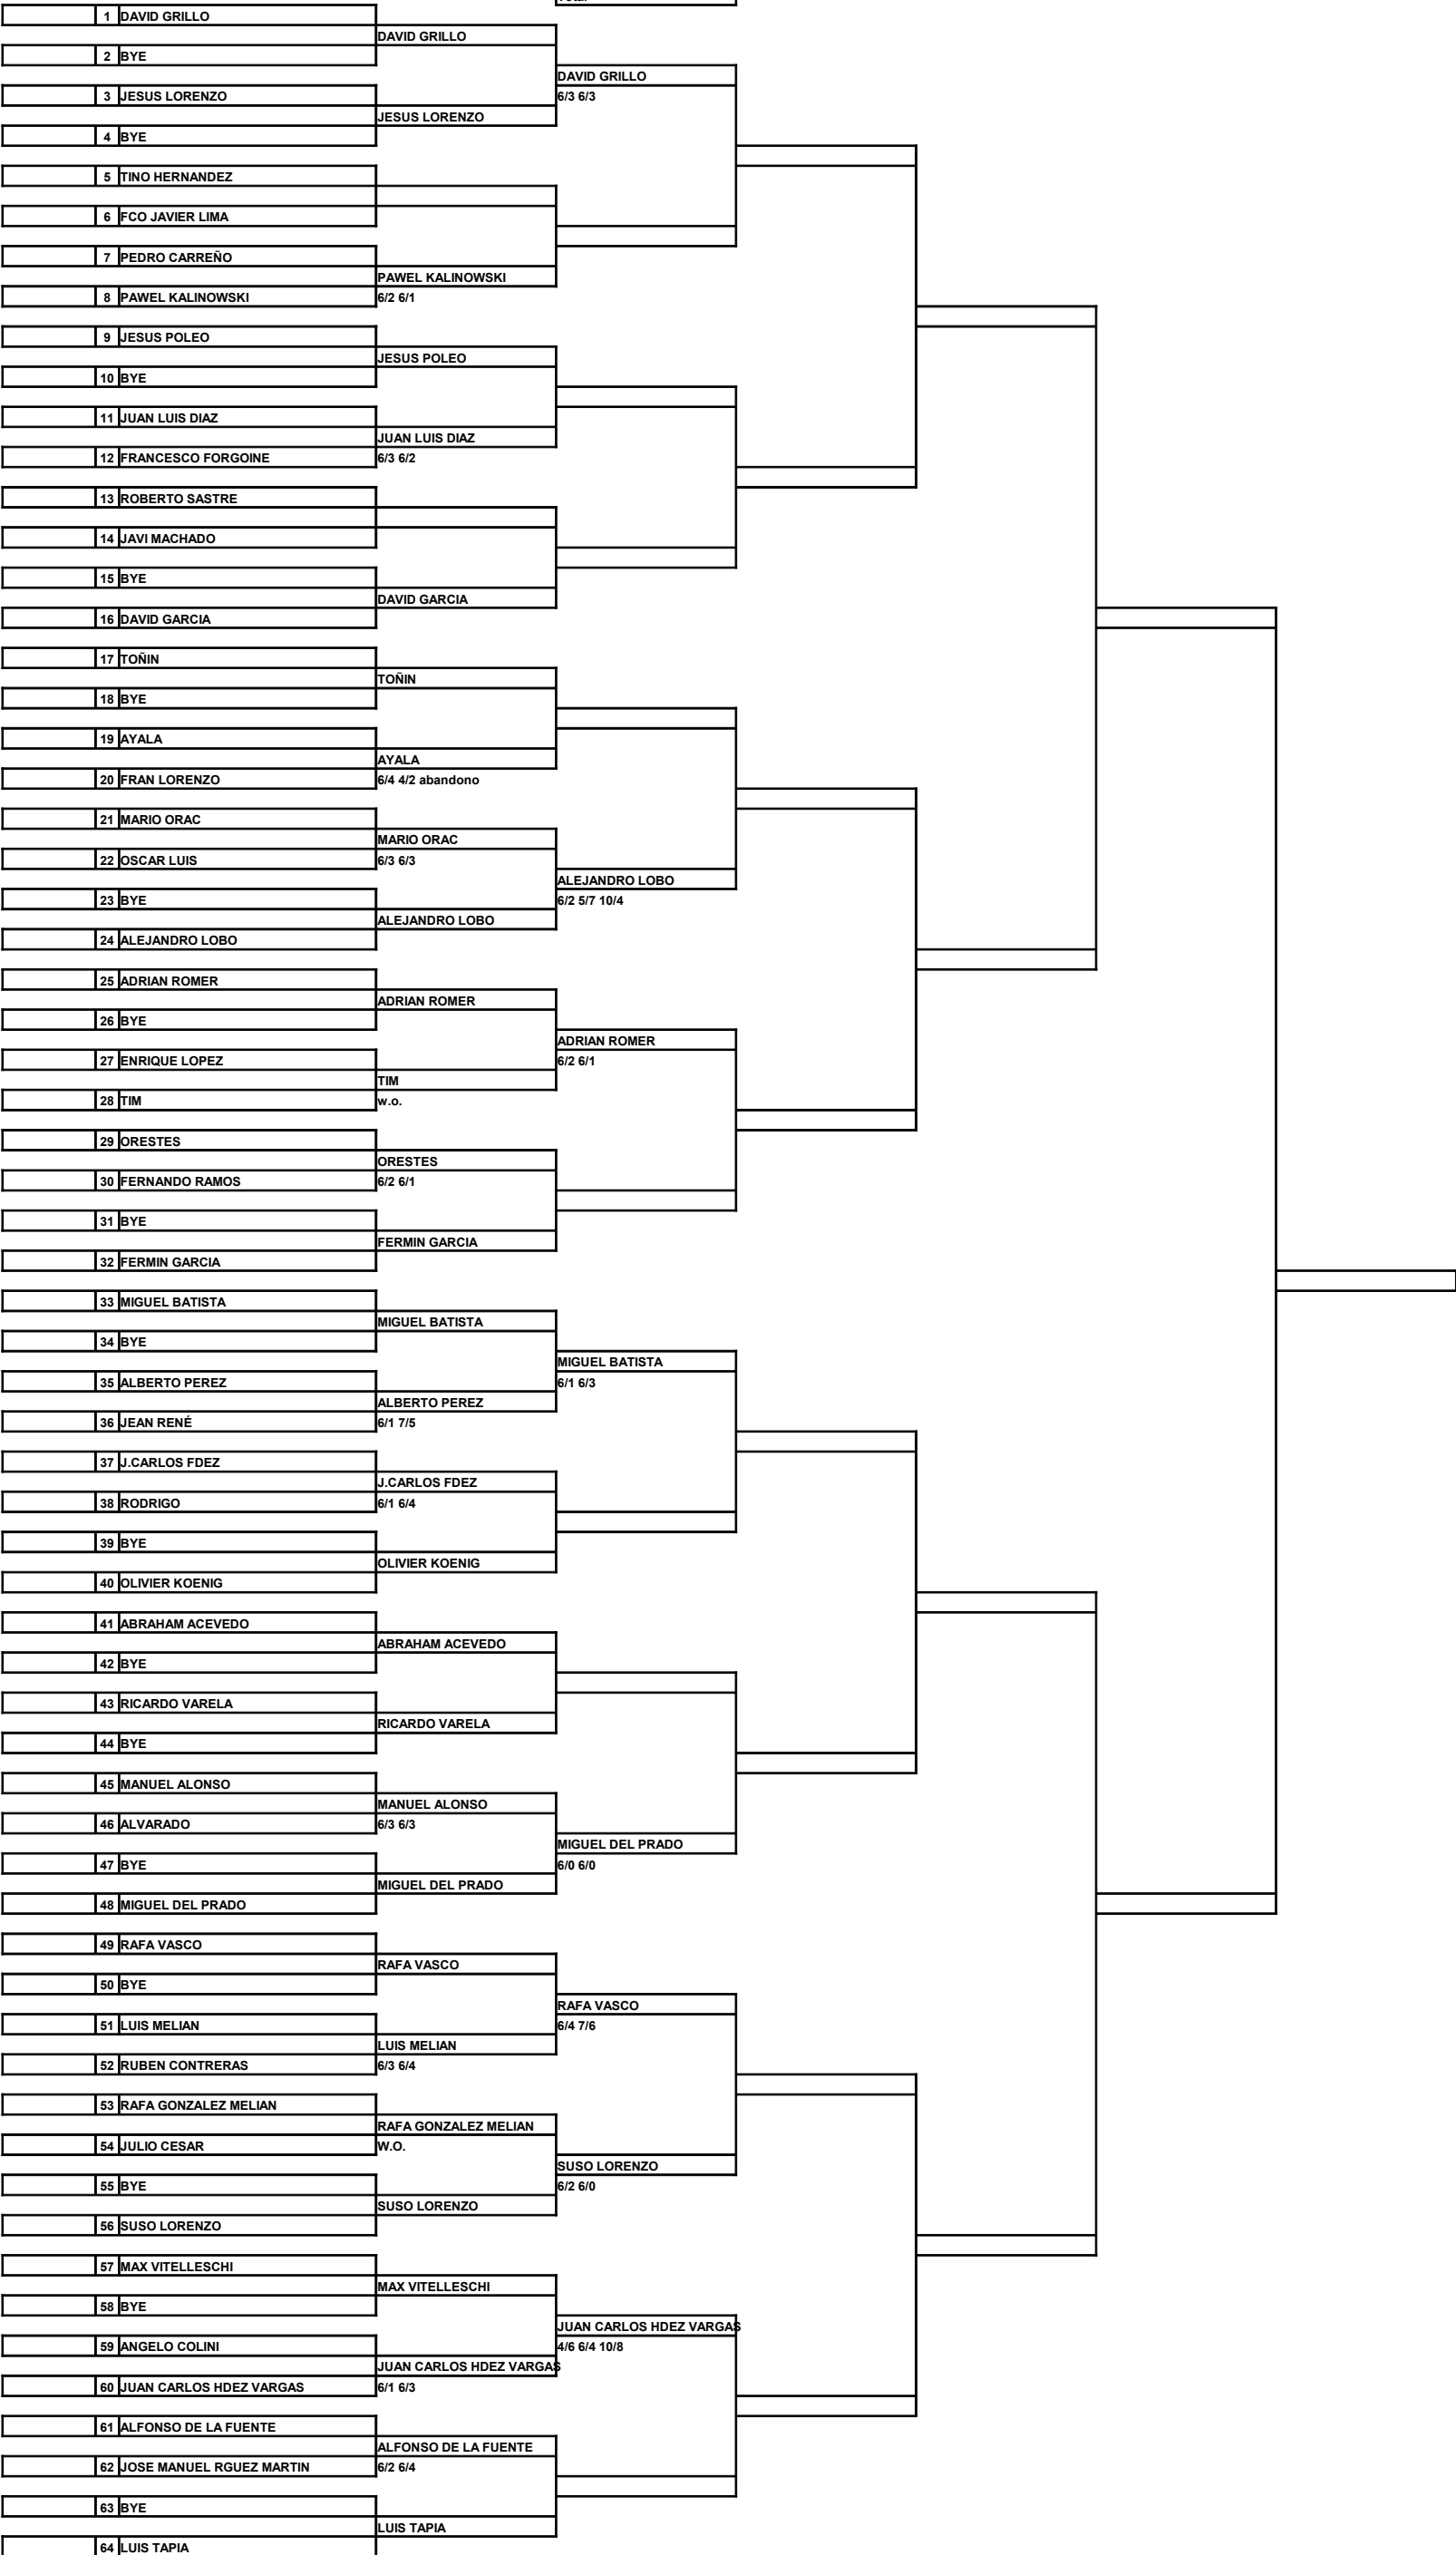 Total
1 DAVID GRILLO
DAVID GRILLO
2 BYE
DAVID GRILLO
3 JESUS LORENZO
6/3 6/3
JESUS LORENZO
4 BYE
5 TINO HERNANDEZ
6 FCO JAVIER LIMA
7 PEDRO CARREÑO
PAWEL KALINOWSKI
8 PAWEL KALINOWSKI
6/2 6/1
9 JESUS POLEO
JESUS POLEO
10 BYE
11 JUAN LUIS DIAZ
JUAN LUIS DIAZ
12 FRANCESCO FORGOINE
6/3 6/2
13 ROBERTO SASTRE
14 JAVI MACHADO
15 BYE
DAVID GARCIA
16 DAVID GARCIA
17 TOÑIN
TOÑIN
18 BYE
19 AYALA
AYALA
20 FRAN LORENZO
6/4 4/2 abandono
21 MARIO ORAC
MARIO ORAC
22 OSCAR LUIS
6/3 6/3
ALEJANDRO LOBO
23 BYE
6/2 5/7 10/4
ALEJANDRO LOBO
24 ALEJANDRO LOBO
25 ADRIAN ROMER
ADRIAN ROMER
26 BYE
ADRIAN ROMER
27 ENRIQUE LOPEZ
6/2 6/1
TIM
28 TIM
w.o.
29 ORESTES
ORESTES
30 FERNANDO RAMOS
6/2 6/1
31 BYE
FERMIN GARCIA
32 FERMIN GARCIA
33 MIGUEL BATISTA
MIGUEL BATISTA
34 BYE
MIGUEL BATISTA
35 ALBERTO PEREZ
6/1 6/3
ALBERTO PEREZ
36 JEAN RENÉ
6/1 7/5
37 J.CARLOS FDEZ
J.CARLOS FDEZ
38 RODRIGO
6/1 6/4
39 BYE
OLIVIER KOENIG
40 OLIVIER KOENIG
41 ABRAHAM ACEVEDO
ABRAHAM ACEVEDO
42 BYE
43 RICARDO VARELA
RICARDO VARELA
44 BYE
45 MANUEL ALONSO
MANUEL ALONSO
46 ALVARADO
6/3 6/3
MIGUEL DEL PRADO
47 BYE
6/0 6/0
MIGUEL DEL PRADO
48 MIGUEL DEL PRADO
49 RAFA VASCO
RAFA VASCO
50 BYE
RAFA VASCO
51 LUIS MELIAN
6/4 7/6
LUIS MELIAN
52 RUBEN CONTRERAS
6/3 6/4
53 RAFA GONZALEZ MELIAN
RAFA GONZALEZ MELIAN
54 JULIO CESAR
W.O.
SUSO LORENZO
55 BYE
6/2 6/0
SUSO LORENZO
56 SUSO LORENZO
57 MAX VITELLESCHI
MAX VITELLESCHI
58 BYE
JUAN CARLOS HDEZ VARGAS
59 ANGELO COLINI
4/6 6/4 10/8
JUAN CARLOS HDEZ VARGAS
60 JUAN CARLOS HDEZ VARGAS
6/1 6/3
61 ALFONSO DE LA FUENTE
ALFONSO DE LA FUENTE
62 JOSE MANUEL RGUEZ MARTIN
6/2 6/4
63 BYE
LUIS TAPIA
64 LUIS TAPIA